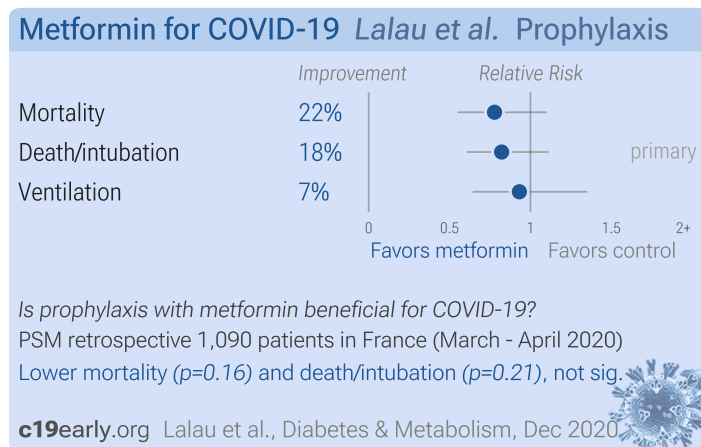 Metformin for COVID-19 Lalau et al. Prophylaxis
Improvement Relative Risk
Mortality 22%
Death/intubation 18% primary
Ventilation 7%
0 0.5 1 1.5 2+
Favors metformin Favors control
Is prophylaxis with metformin beneficial for COVID-19?
PSM retrospective 1,090 patients in France (March - April 2020)
Lower mortality (p=0.16) and death/intubation (p=0.21), not sig.
c19early.org Lalau et al., Diabetes & Metabolism, Dec 2020